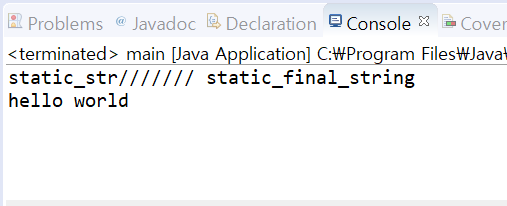 Problems @ Javadoc Declaration Console Cover
<terminated> main [Java Application] C:₩Program Files₩Java₩
static_str/////// static_final_string
hello world